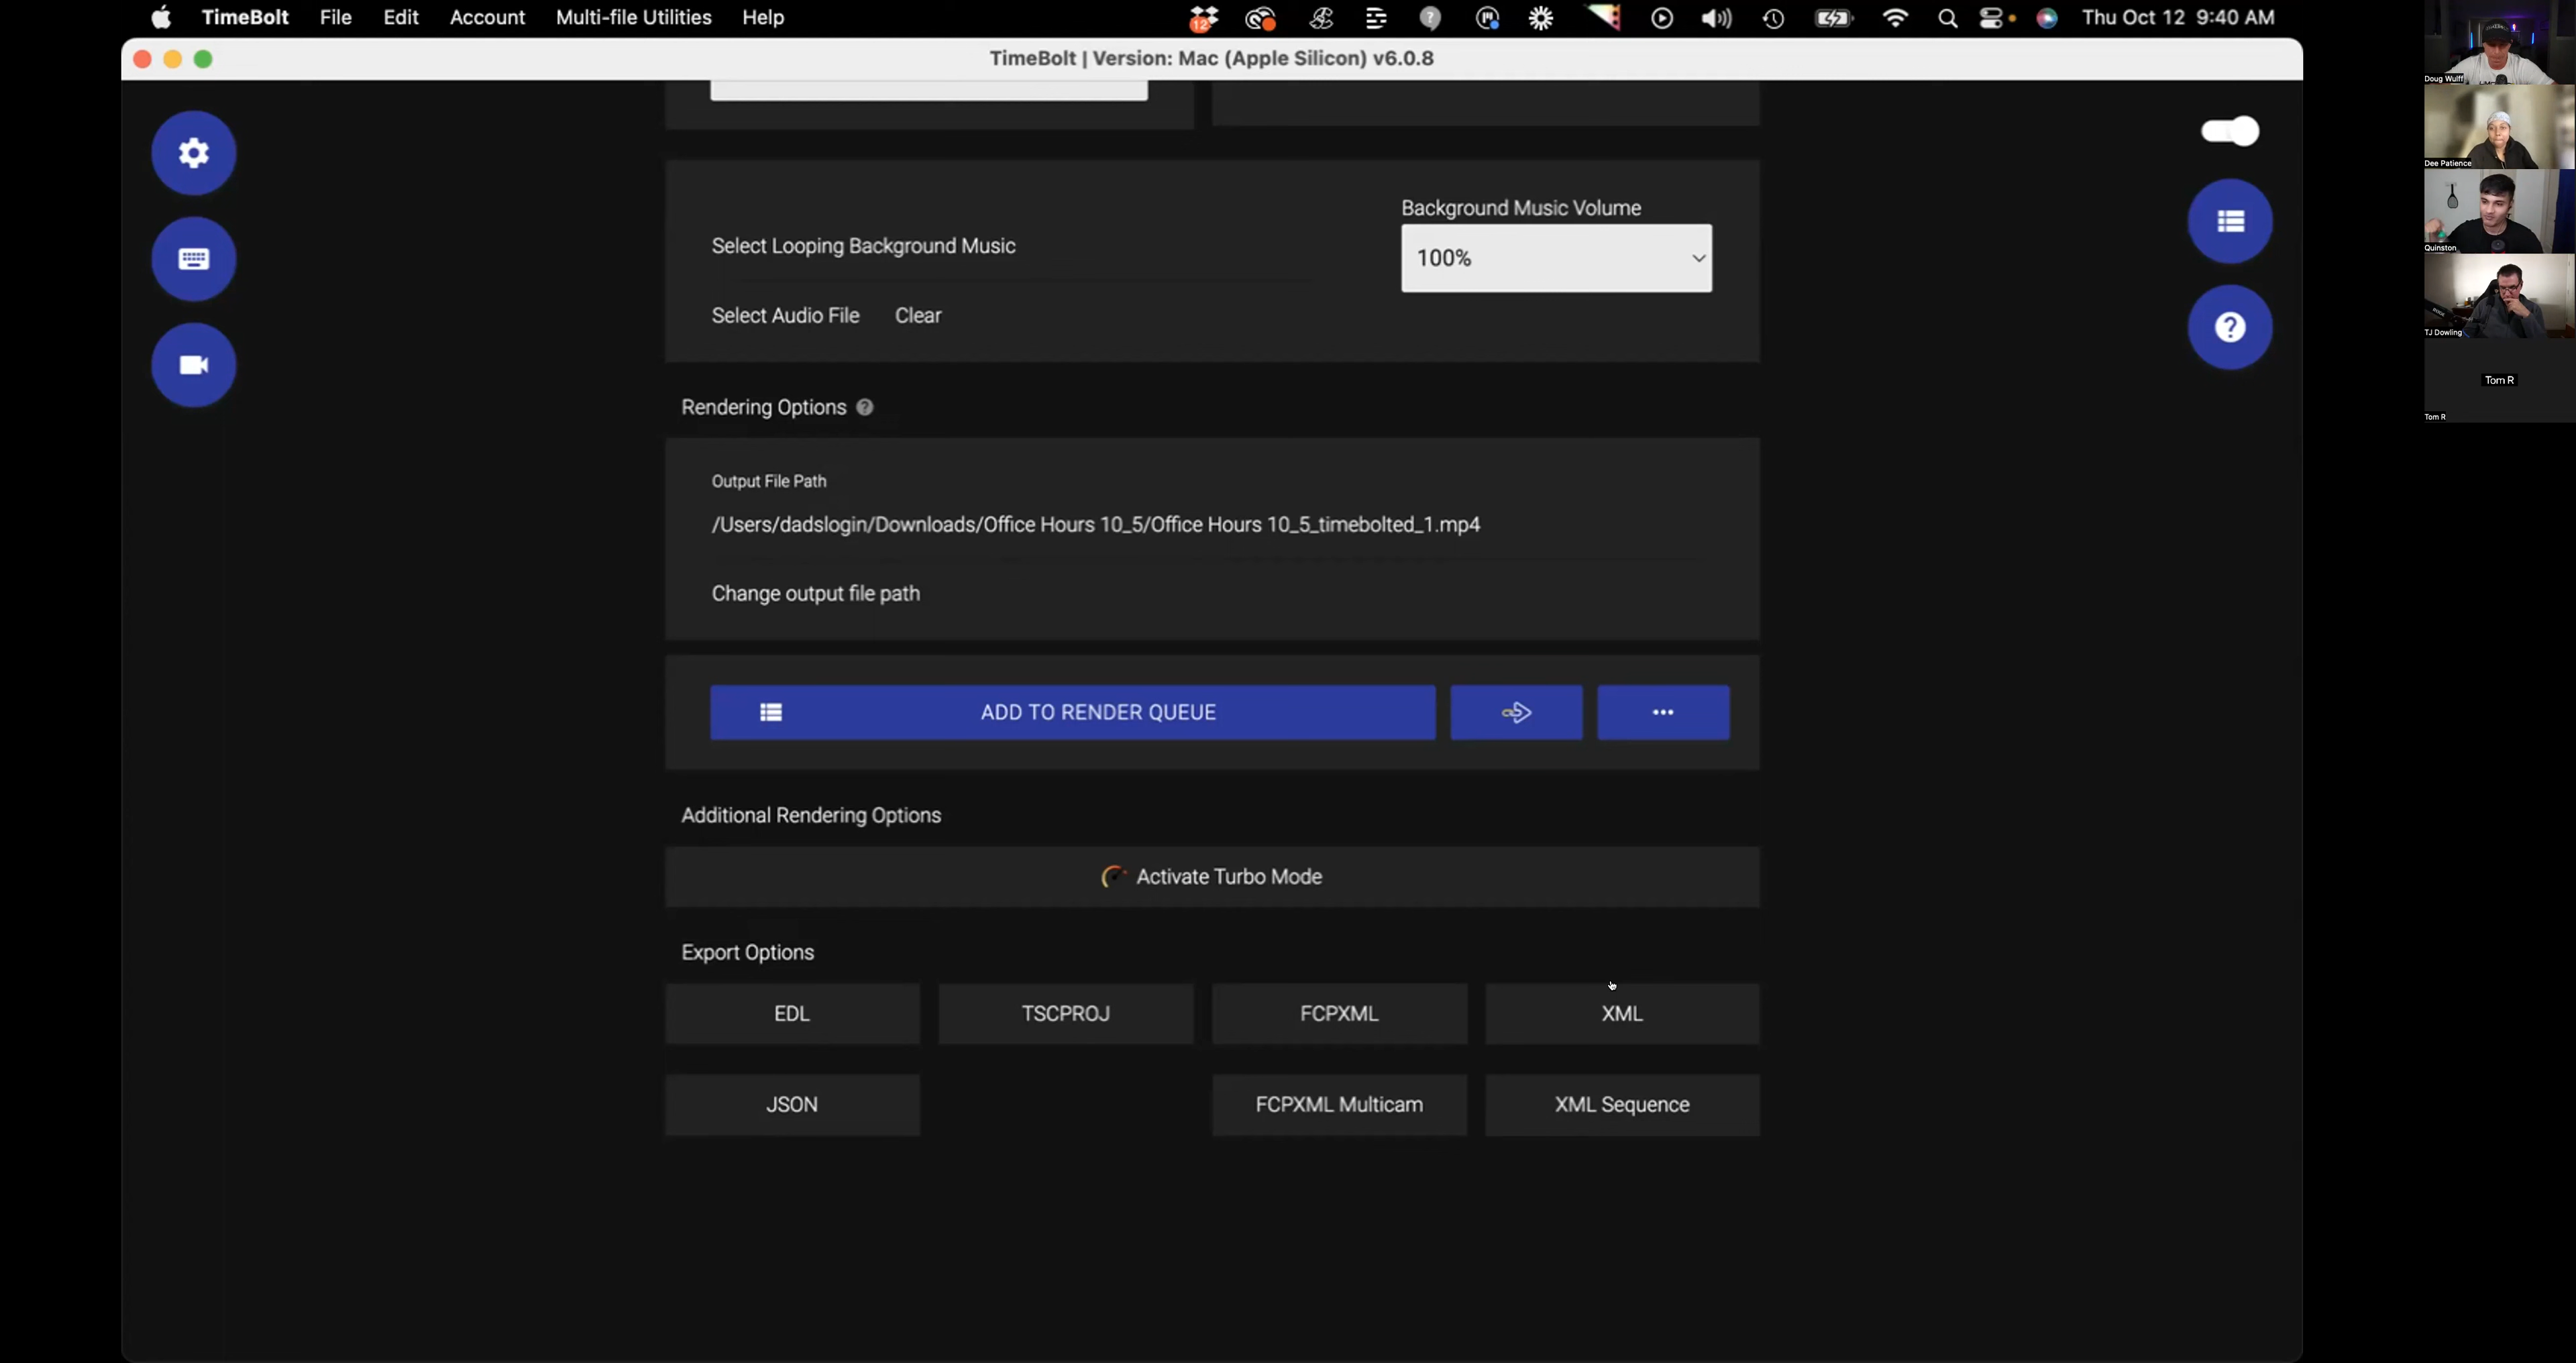 TimeBolt File Edit Account Multi-file Utilities Help 12 Thu Oct 12 9:40 AM
TimeBolt | Version: Mac (Apple Silicon) v6.0.8
Doug Wulff
Dee Patience
Quinston
TJ Dowling
Tom R
Tom R
Background Music Volume
Select Looping Background Music
100%
Select Audio File Clear
Rendering Options
Output File Path
/Users/dadslogin/Downloads/Office Hours 10_5/Office Hours 10_5_timebolted_1.mp4
Change output file path
ADD TO RENDER QUEUE
Additional Rendering Options
Activate Turbo Mode
Export Options
EDL TSCPROJ FCPXML XML
JSON FCPXML Multicam XML Sequence